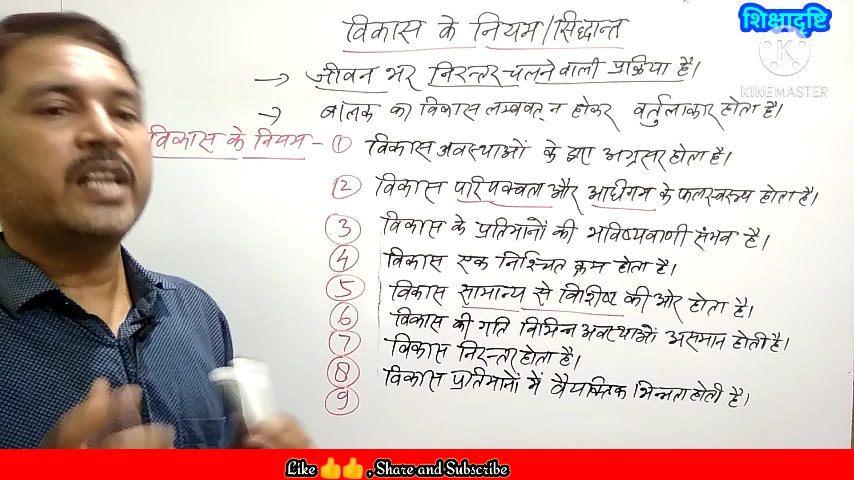 शिक्षादृष्टि
KINEMASTER
विकास के नियम/सिद्धान्त
→ जीवन भर निरन्तर चलने वाली प्रक्रिया है।
→ बालक का विकास लम्बवत् न होकर वर्तुलाकार होता है।
विकास के नियम - ① विकास अवस्थाओं के द्वारा अग्रसर होता है।
② विकास परिपक्वता और अधिगम के फलस्वरूप होता है।
③ विकास के प्रतिमानों की भविष्यवाणी संभव है।
④ विकास एक निश्चित क्रम होता है।
⑤ विकास सामान्य से विशिष्ट की ओर होता है।
⑥ विकास की गति विभिन्न अवस्थाओं असमान होती है।
⑦ विकास निरन्तर होता है।
⑧ विकास प्रतिमानों में वैयक्तिक भिन्नता होती है।
⑨
Like 👍👍 , Share and Subscribe